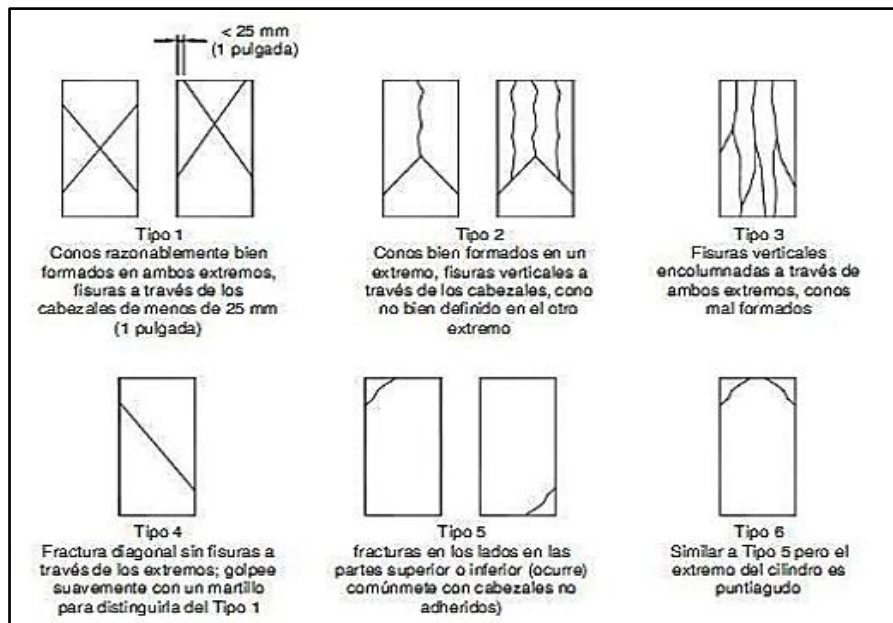 < 25 mm
(1 pulgada)
Tipo 1
Conos razonablemente bien
formados en ambos extremos,
fisuras a través de los
cabezales de menos de 25 mm
(1 pulgada)
Tipo 2
Conos bien formados en un
extremo, fisuras verticales a
través de los cabezales, cono
no bien definido en el otro
extremo
Tipo 3
Fisuras verticales
encolumnadas a través de
ambos extremos, conos
mal formados
Tipo 4
Fractura diagonal sin fisuras a
través de los extremos; golpee
suavemente con un martillo
para distinguirla del Tipo 1
Tipo 5
fracturas en los lados en las
partes superior o inferior (ocurre)
comúnmete con cabezales no
adheridos)
Tipo 6
Similar a Tipo 5 pero el
extremo del cilindro es
puntiagudo